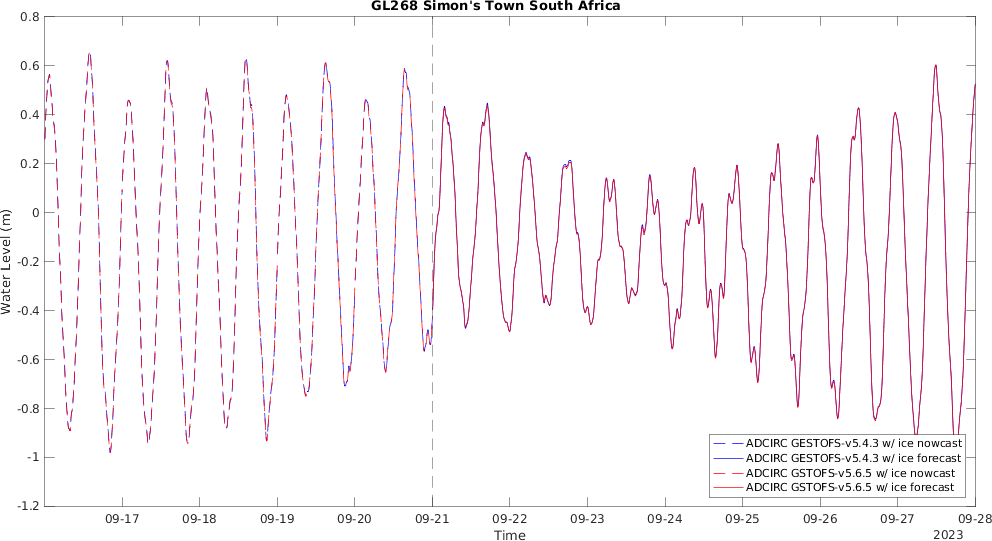 GL268 Simon's Town South Africa
0.8
0.6
0.4
0.2
0
-0.2
-0.4
-0.6
-0.8
-1
-1.2
Water Level (m)
ADCIRC GESTOFS-v5.4.3 w/ ice nowcast
ADCIRC GESTOFS-v5.4.3 w/ ice forecast
ADCIRC GSTOFS-v5.6.5 w/ ice nowcast
ADCIRC GSTOFS-v5.6.5 w/ ice forecast
09-17 09-18 09-19 09-20 09-21 09-22 09-23 09-24 09-25 09-26 09-27 09-28
Time
2023